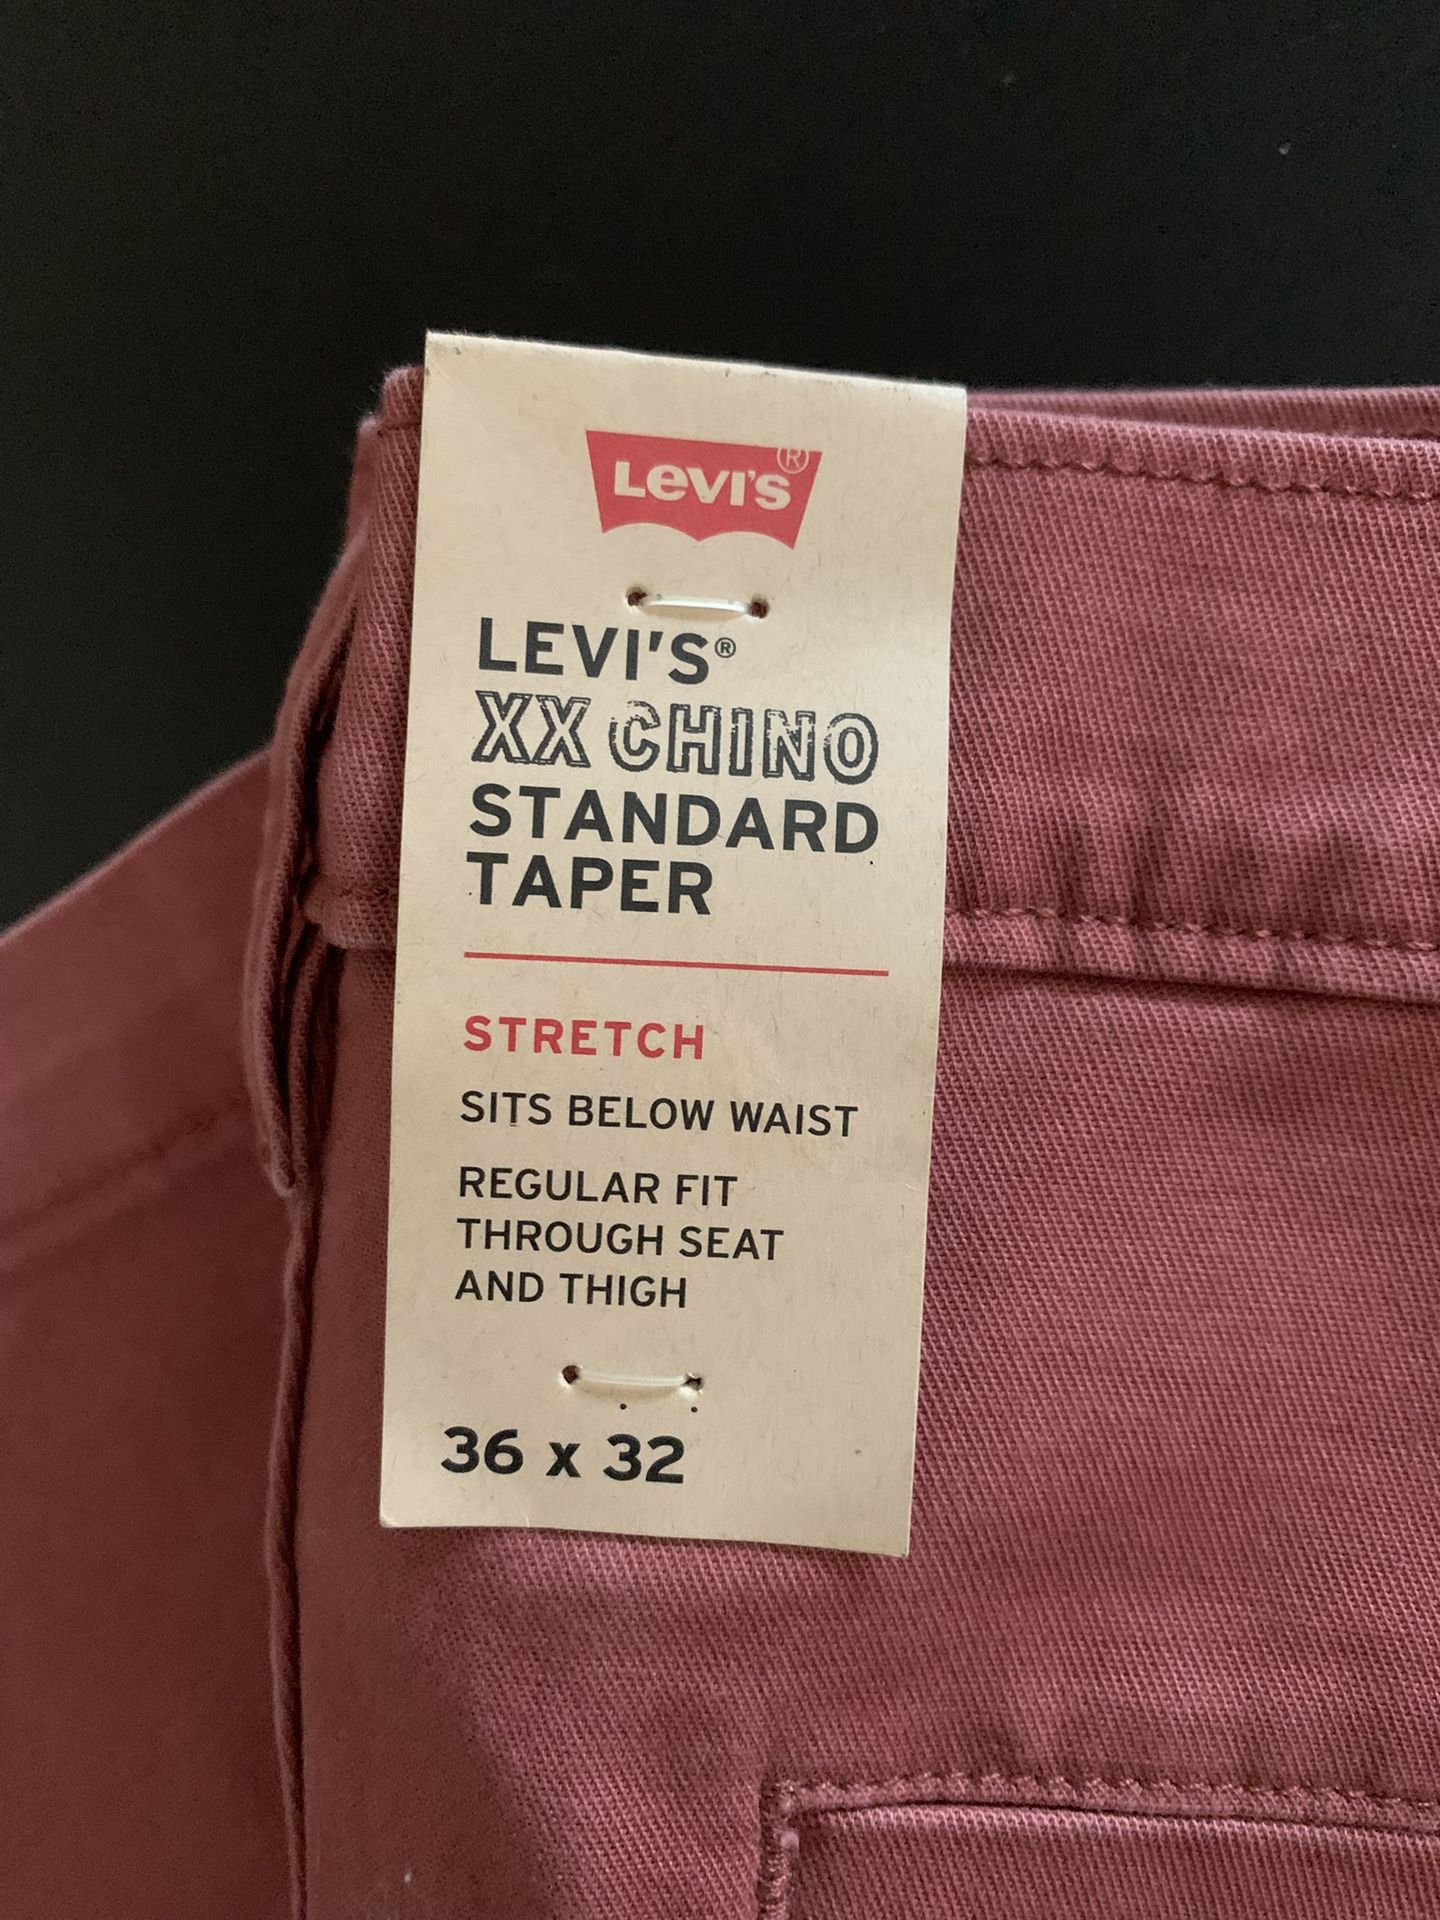 LEVI'S®
LEVI'S®
XX CHINO
STANDARD
TAPER
STRETCH
SITS BELOW WAIST
REGULAR FIT
THROUGH SEAT
AND THIGH
36 x 32